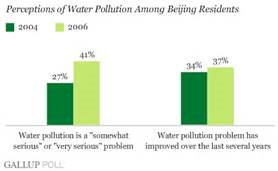 Perceptions of Water Pollution Among Beijing Residents
2004 2006
27% 41% 34% 37%
Water pollution is a "somewhat
serious" or "very serious" problem
Water pollution problem has
improved over the last several years
GALLUP POLL